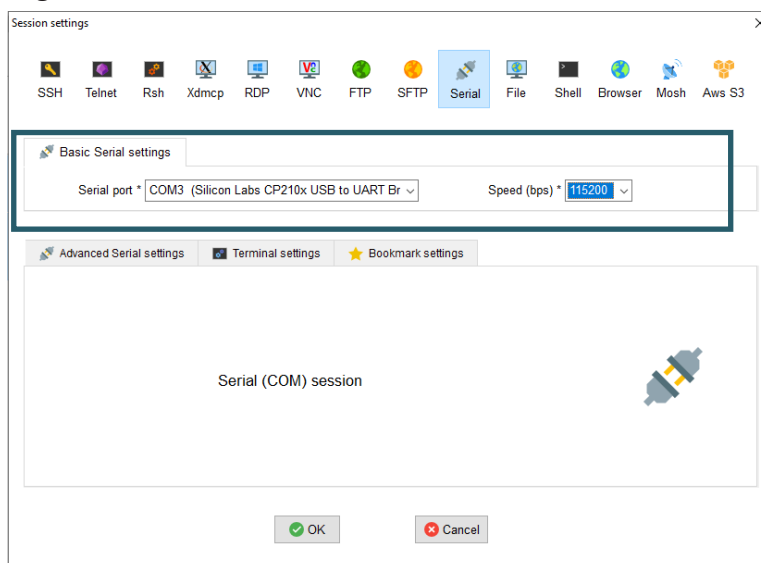 Session settings
SSH Telnet Rsh Xdmcp RDP VNC FTP SFTP Serial File Shell Browser Mosh Aws S3
Basic Serial settings
Serial port * COM3 (Silicon Labs CP210x USB to UART Br Speed (bps) * 115200
Advanced Serial settings Terminal settings Bookmark settings
Serial (COM) session
OK Cancel